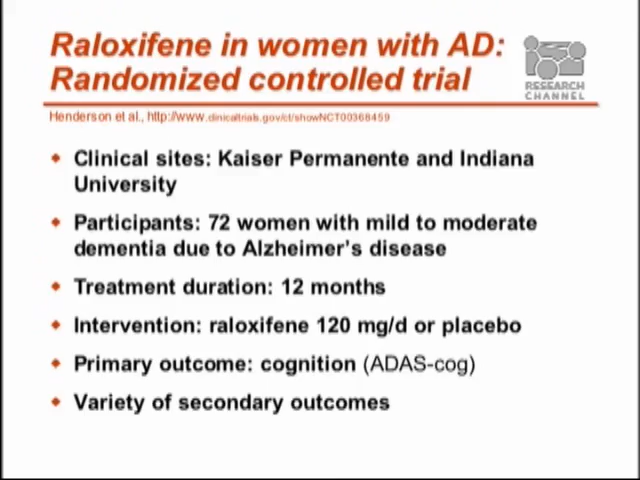 Raloxifene in women with AD:
Randomized controlled trial
RESEARCH
CHANNEL
Henderson et al., http://www.clinicaltrials.gov/ct/show/NCT00368459
◆ Clinical sites: Kaiser Permanente and Indiana
University
◆ Participants: 72 women with mild to moderate
dementia due to Alzheimer's disease
◆ Treatment duration: 12 months
◆ Intervention: raloxifene 120 mg/d or placebo
◆ Primary outcome: cognition (ADAS-cog)
◆ Variety of secondary outcomes